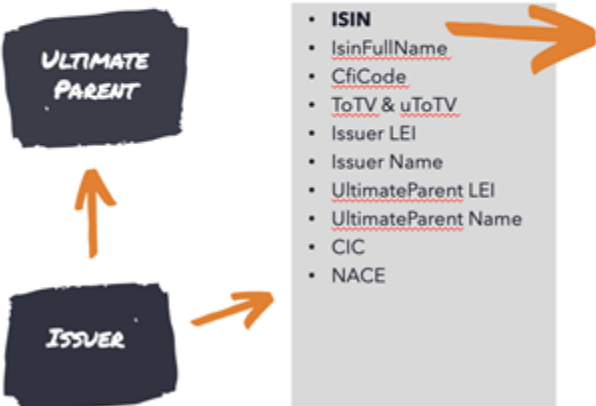 ULTIMATE
PARENT
ISSUER
• ISIN
• IsinFullName
• CfiCode
• ToTV & uToTV
• Issuer LEI
• Issuer Name
• UltimateParent LEI
• UltimateParent Name
• CIC
• NACE